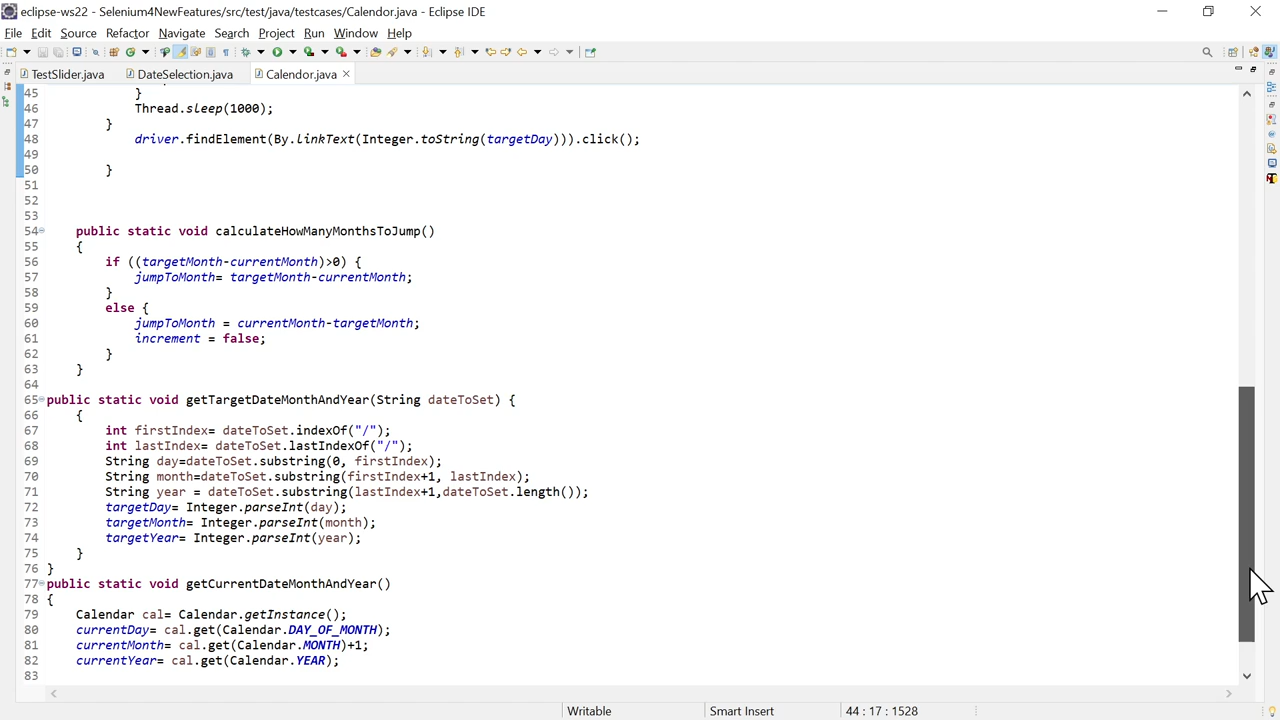 eclipse-ws22 - Selenium4NewFeatures/src/test/java/testcases/Calendor.java - Eclipse IDE
File Edit Source Refactor Navigate Search Project Run Window Help
TestSlider.java DateSelection.java Calendor.java
45 }
46 Thread.sleep(1000);
47 }
48 driver.findElement(By.linkText(Integer.toString(targetDay))).click();
49
50 }
51
52
53
54 public static void calculateHowManyMonthsToJump()
55 {
56 if ((targetMonth-currentMonth)>0) {
57 jumpToMonth= targetMonth-currentMonth;
58 }
59 else {
60 jumpToMonth = currentMonth-targetMonth;
61 increment = false;
62 }
63 }
64
65 public static void getTargetDateMonthAndYear(String dateToSet) {
66 {
67 int firstIndex= dateToSet.indexOf("/");
68 int lastIndex= dateToSet.lastIndexOf("/");
69 String day=dateToSet.substring(0, firstIndex);
70 String month=dateToSet.substring(firstIndex+1, lastIndex);
71 String year = dateToSet.substring(lastIndex+1,dateToSet.length());
72 targetDay= Integer.parseInt(day);
73 targetMonth= Integer.parseInt(month);
74 targetYear= Integer.parseInt(year);
75 }
76 }
77 public static void getCurrentDateMonthAndYear()
78 {
79 Calendar cal= Calendar.getInstance();
80 currentDay= cal.get(Calendar.DAY_OF_MONTH);
81 currentMonth= cal.get(Calendar.MONTH)+1;
82 currentYear= cal.get(Calendar.YEAR);
83
Writable Smart Insert 44 : 17 : 1528